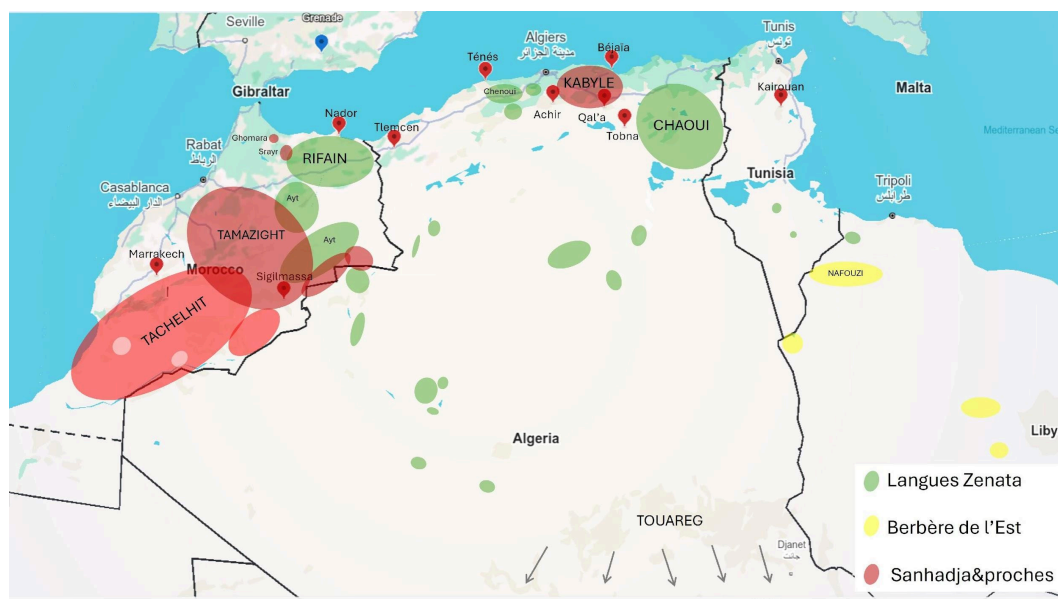 Grenade
Seville
Tunis
تونس
Algiers
مدينة الجزائر
Béjaïa
Ténés
Malta
KABYLE
Kairouan
Chenoui
Gibraltar
Achir
Qal'a
Nador
Tlemcen
Tobna
CHAOUI
Mediterranean Se
Ghomara
Srayr
RIFAIN
Rabat
الرباط
Tunisia
Tripoli
طرابلس
Casablanca
الدار البيضاء
Ayt
TAMAZIGHT
Ayt
Marrakech
Morocco
Sigilmassa
NAFOUZI
TACHELHIT
Algeria
Liby
Langues Zenata
TOUAREG
Berbère de l'Est
Djanet
جانت
Sanhadja&proches